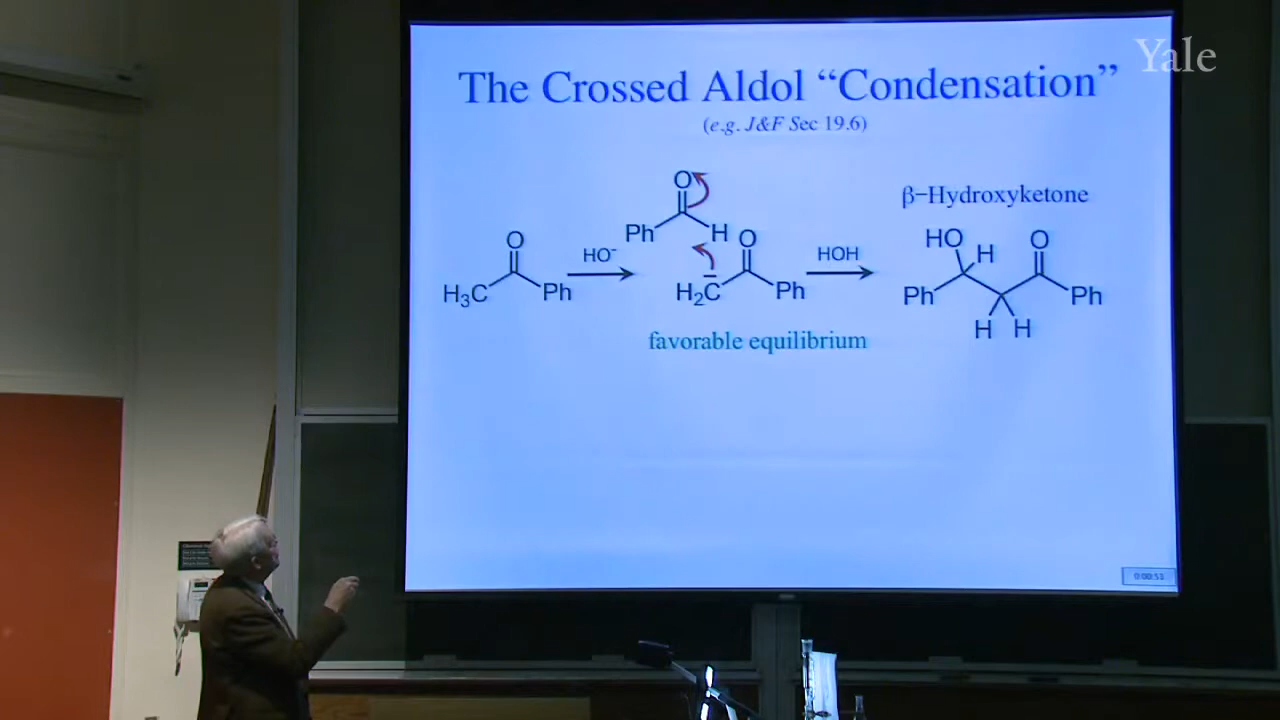 Yale
The Crossed Aldol “Condensation”
(e.g. J&F Sec 19.6)
O
Ph
H
O
H₃C
Ph
HO⁻
O
H₂C
Ph
HOH
β−Hydroxyketone
HO
H
O
Ph
Ph
H H
favorable equilibrium
0:00:51